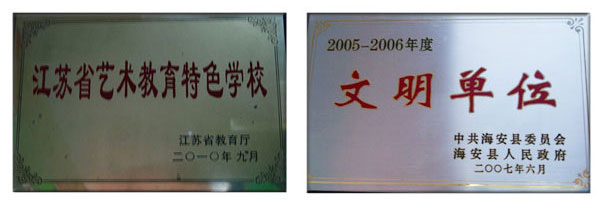 江苏省艺术教育特色学校
江苏省教育厅
二〇一〇年九月
2005-2006年度
文明单位
中共海安县委员会
海安县人民政府
二〇〇七年六月